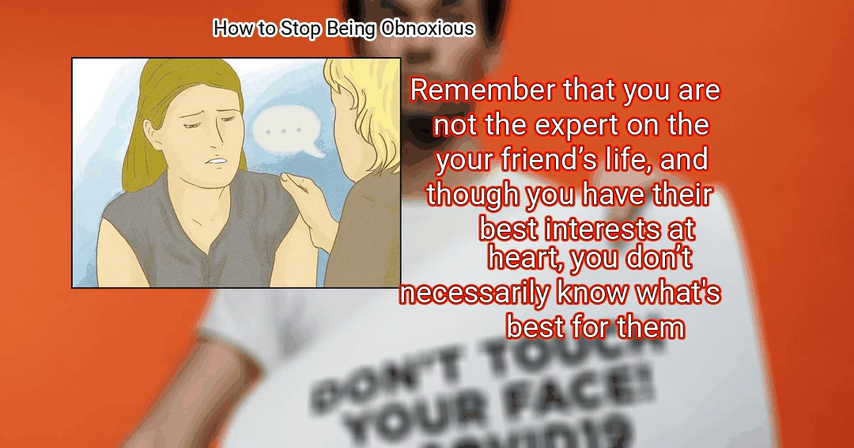 How to Stop Being Obnoxious
Remember that you are
not the expert on the
your friend’s life, and
though you have their
best interests at
heart, you don’t
necessarily know what's
best for them
DON'T TOUCH
YOUR FACE!
COVID19